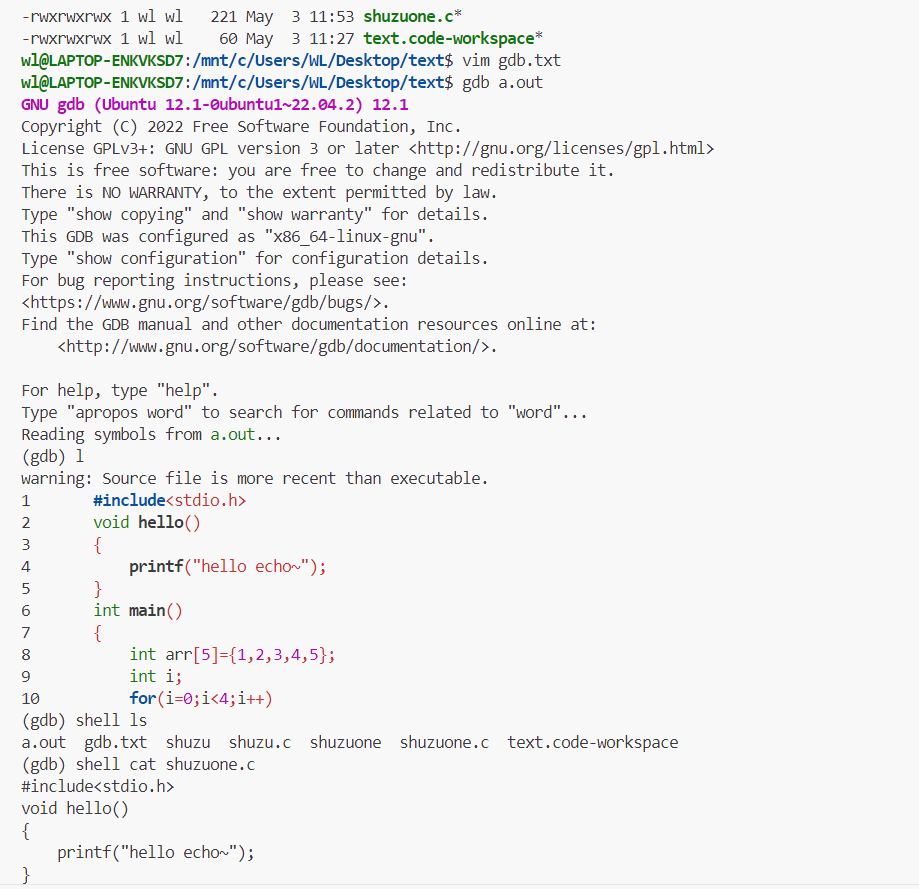 -rwxrwxrwx 1 wl wl   221 May  3 11:53 shuzuone.c*
-rwxrwxrwx 1 wl wl    60 May  3 11:27 text.code-workspace*
wl@LAPTOP-ENKVKSD7:/mnt/c/Users/WL/Desktop/text$ vim gdb.txt
wl@LAPTOP-ENKVKSD7:/mnt/c/Users/WL/Desktop/text$ gdb a.out
GNU gdb (Ubuntu 12.1-0ubuntu1~22.04.2) 12.1
Copyright (C) 2022 Free Software Foundation, Inc.
License GPLv3+: GNU GPL version 3 or later <http://gnu.org/licenses/gpl.html>
This is free software: you are free to change and redistribute it.
There is NO WARRANTY, to the extent permitted by law.
Type "show copying" and "show warranty" for details.
This GDB was configured as "x86_64-linux-gnu".
Type "show configuration" for configuration details.
For bug reporting instructions, please see:
<https://www.gnu.org/software/gdb/bugs/>.
Find the GDB manual and other documentation resources online at:
    <http://www.gnu.org/software/gdb/documentation/>.

For help, type "help".
Type "apropos word" to search for commands related to "word"...
Reading symbols from a.out...
(gdb) l
warning: Source file is more recent than executable.
1       #include<stdio.h>
2       void hello()
3       {
4           printf("hello echo~");
5       }
6       int main()
7       {
8           int arr[5]={1,2,3,4,5};
9           int i;
10          for(i=0;i<4;i++)
(gdb) shell ls
a.out  gdb.txt  shuzu  shuzu.c  shuzuone  shuzuone.c  text.code-workspace
(gdb) shell cat shuzuone.c
#include<stdio.h>
void hello()
{
    printf("hello echo~");
}